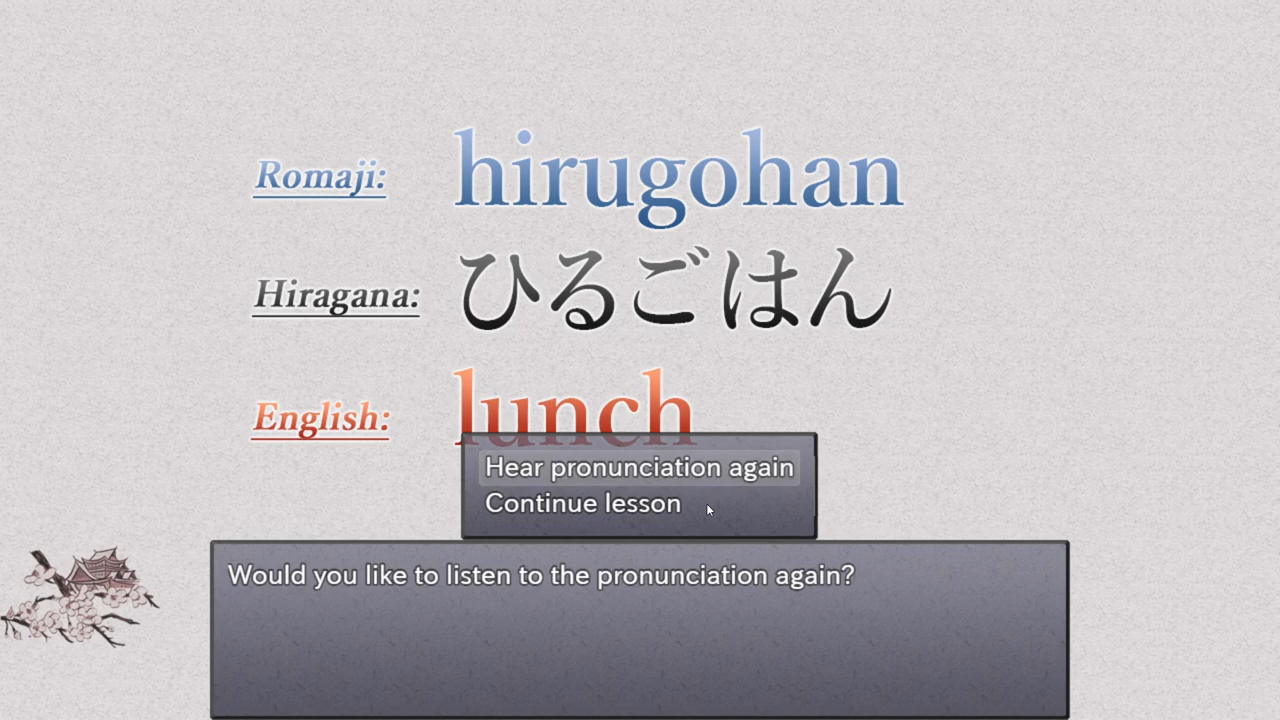 Romaji: hirugohan
Hiragana: ひるごはん
English: lunch
Hear pronunciation again
Continue lesson
Would you like to listen to the pronunciation again?